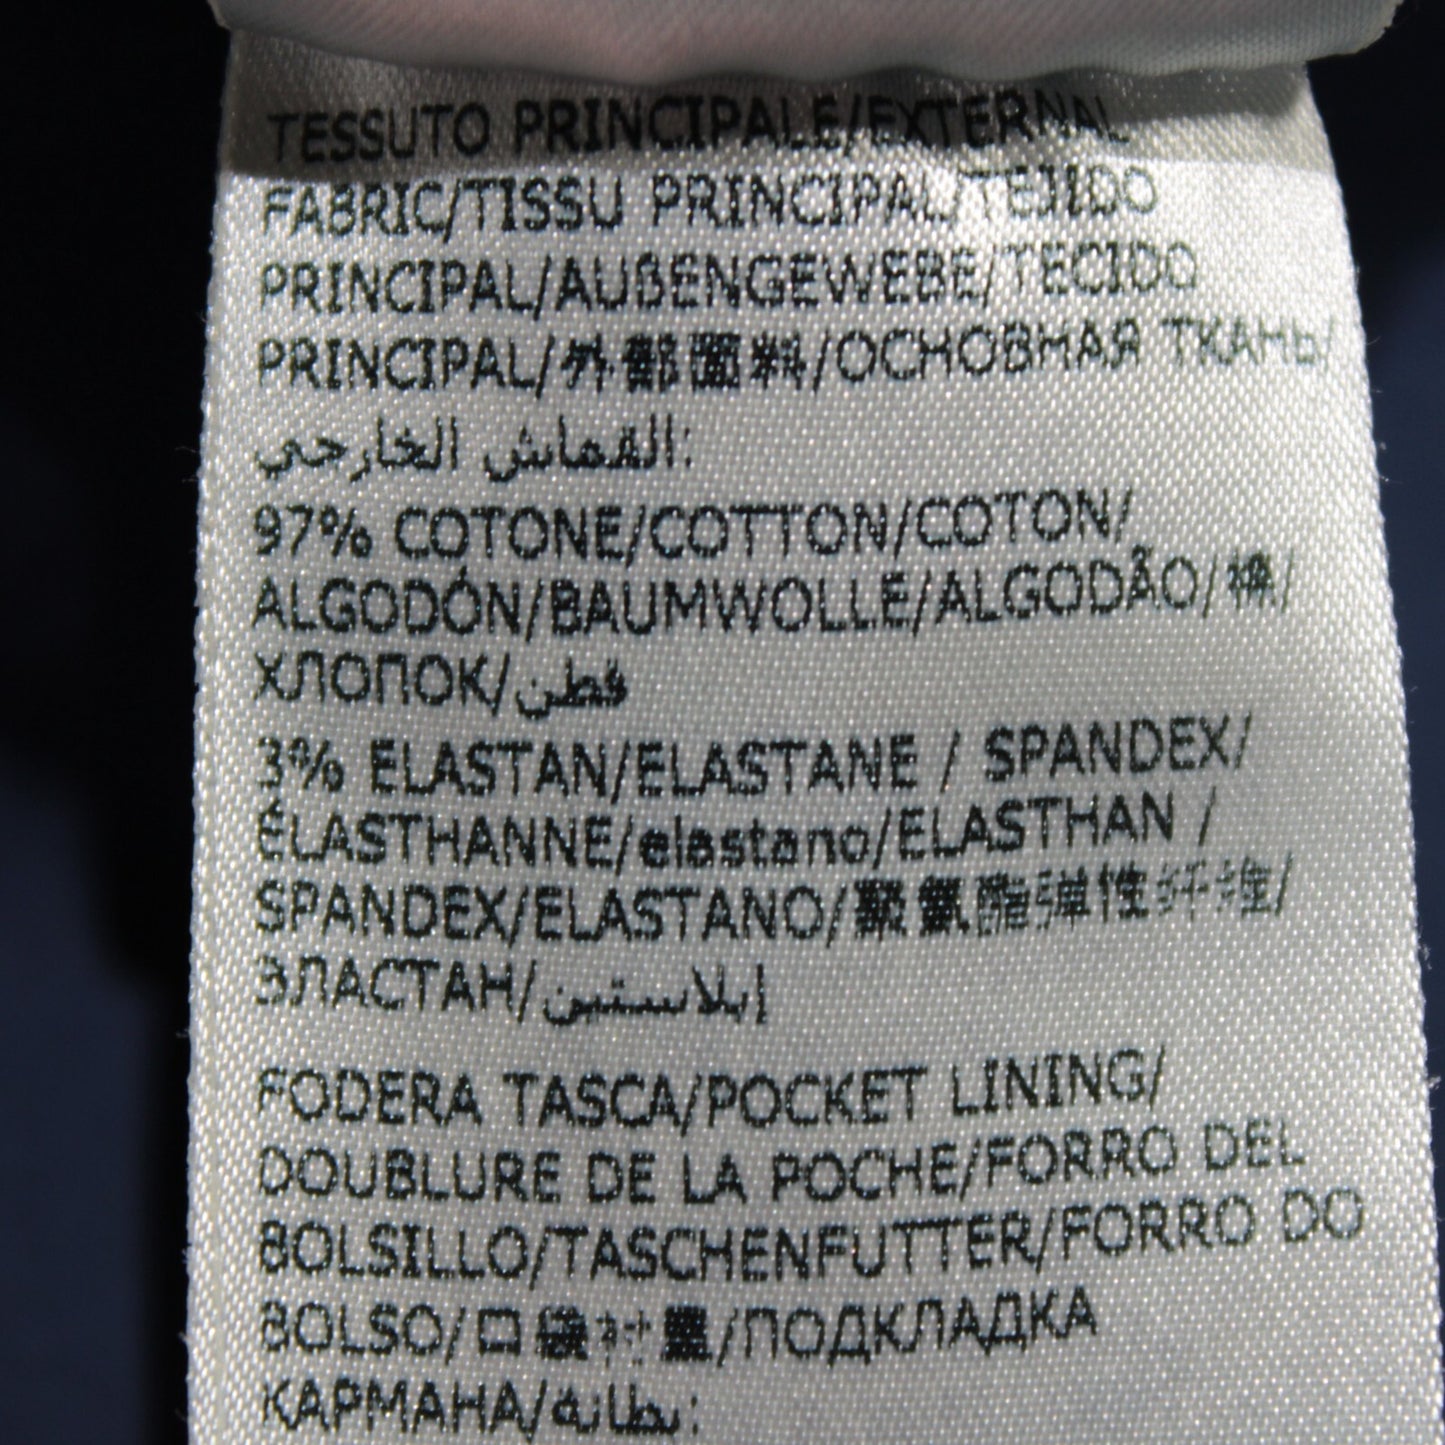 TESSUTO PRINCIPALE/EXTERNAL
FABRIC/TISSU PRINCIPAL/TEJIDO
PRINCIPAL/AUßENGEWEBE/TECIDO
PRINCIPAL/外部面料/ОСНОВНАЯ ТКАНЬ/
القماش الخارجي:
97% COTONE/COTTON/COTON/
ALGODÓN/BAUMWOLLE/ALGODÃO/棉/
ХЛОПОК/قطن
3% ELASTAN/ELASTANE / SPANDEX/
ÉLASTHANNE/elastano/ELASTHAN /
SPANDEX/ELASTANO/聚氨酯弹性纤维/
ЭЛАСТАН/إيلاستين
FODERA TASCA/POCKET LINING/
DOUBLURE DE LA POCHE/FORRO DEL
BOLSILLO/TASCHENFUTTER/FORRO DO
BOLSO/口袋衬里/ПОДКЛАДКА
КАРМАНА/بطانة: